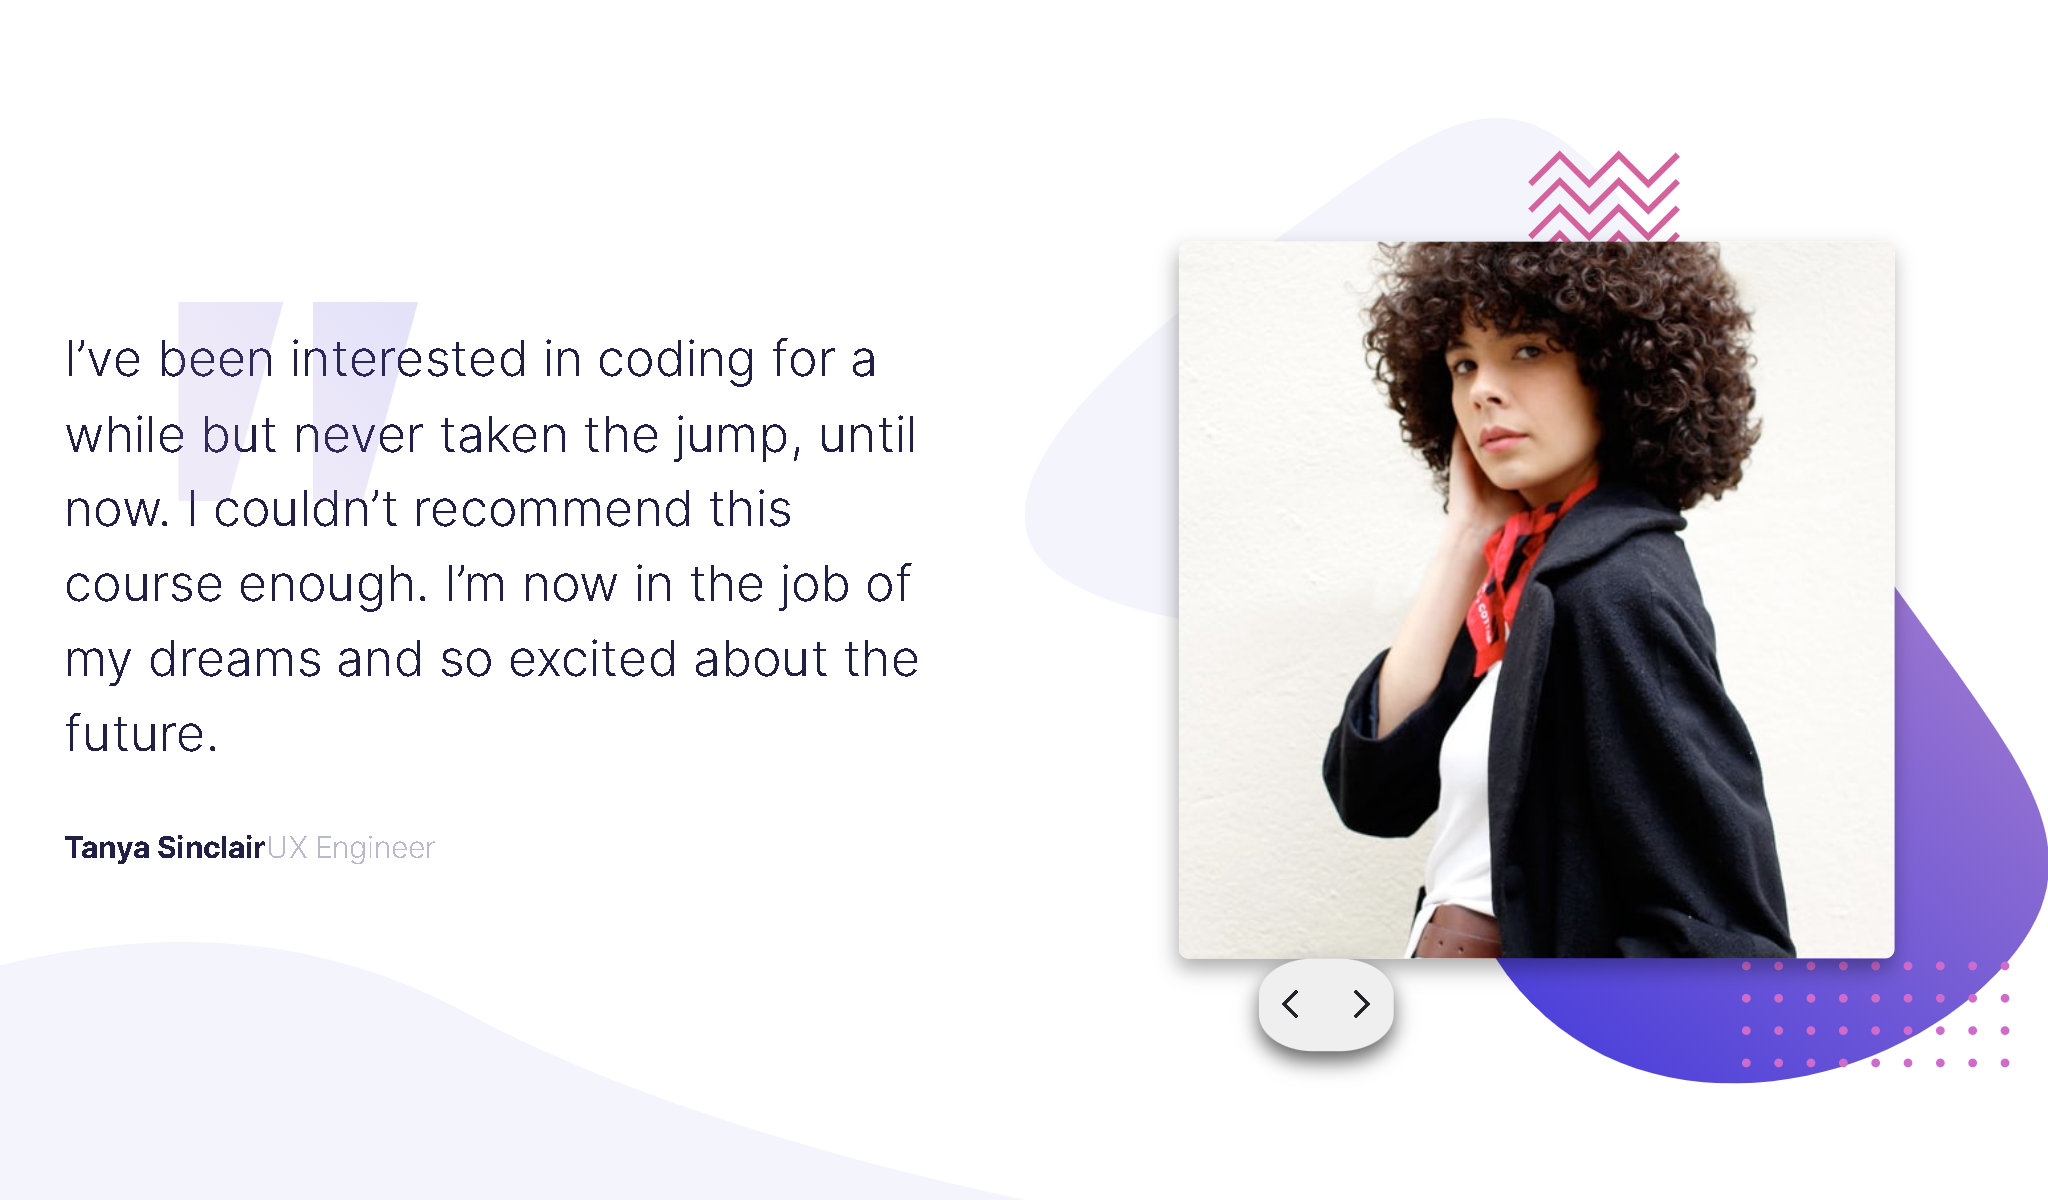 I’ve been interested in coding for a
while but never taken the jump, until
now. I couldn’t recommend this
course enough. I’m now in the job of
my dreams and so excited about the
future.
Tanya SinclairUX Engineer